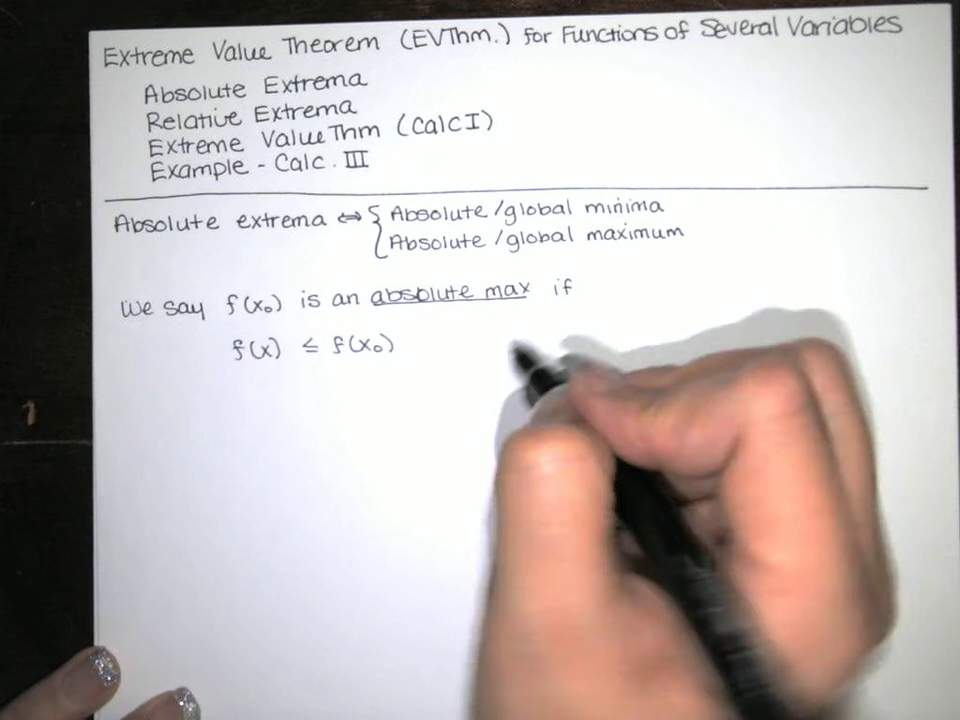 Extreme Value Theorem (EVThm.) for Functions of Several Variables
Absolute Extrema
Relative Extrema
Extreme Value Thm (Calc I)
Example - Calc. III
Absolute extrema ⇔ { Absolute/global minima
Absolute/global maximum
We say f(x₀) is an absolute max if
f(x) ≤ f(x₀)